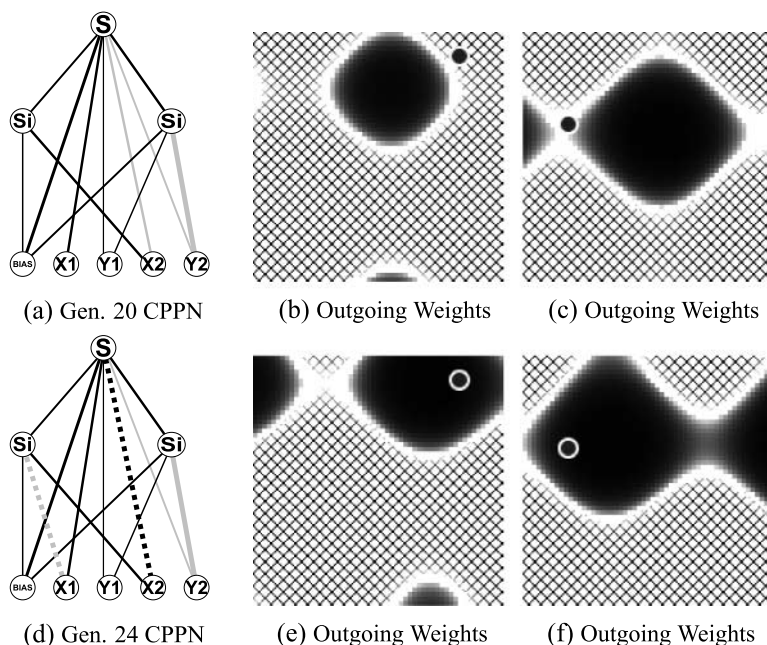 S
Si Si
BIAS X1 Y1 X2 Y2
(a) Gen. 20 CPPN
(b) Outgoing Weights
(c) Outgoing Weights
S
Si Si
BIAS X1 Y1 X2 Y2
(d) Gen. 24 CPPN
(e) Outgoing Weights
(f) Outgoing Weights